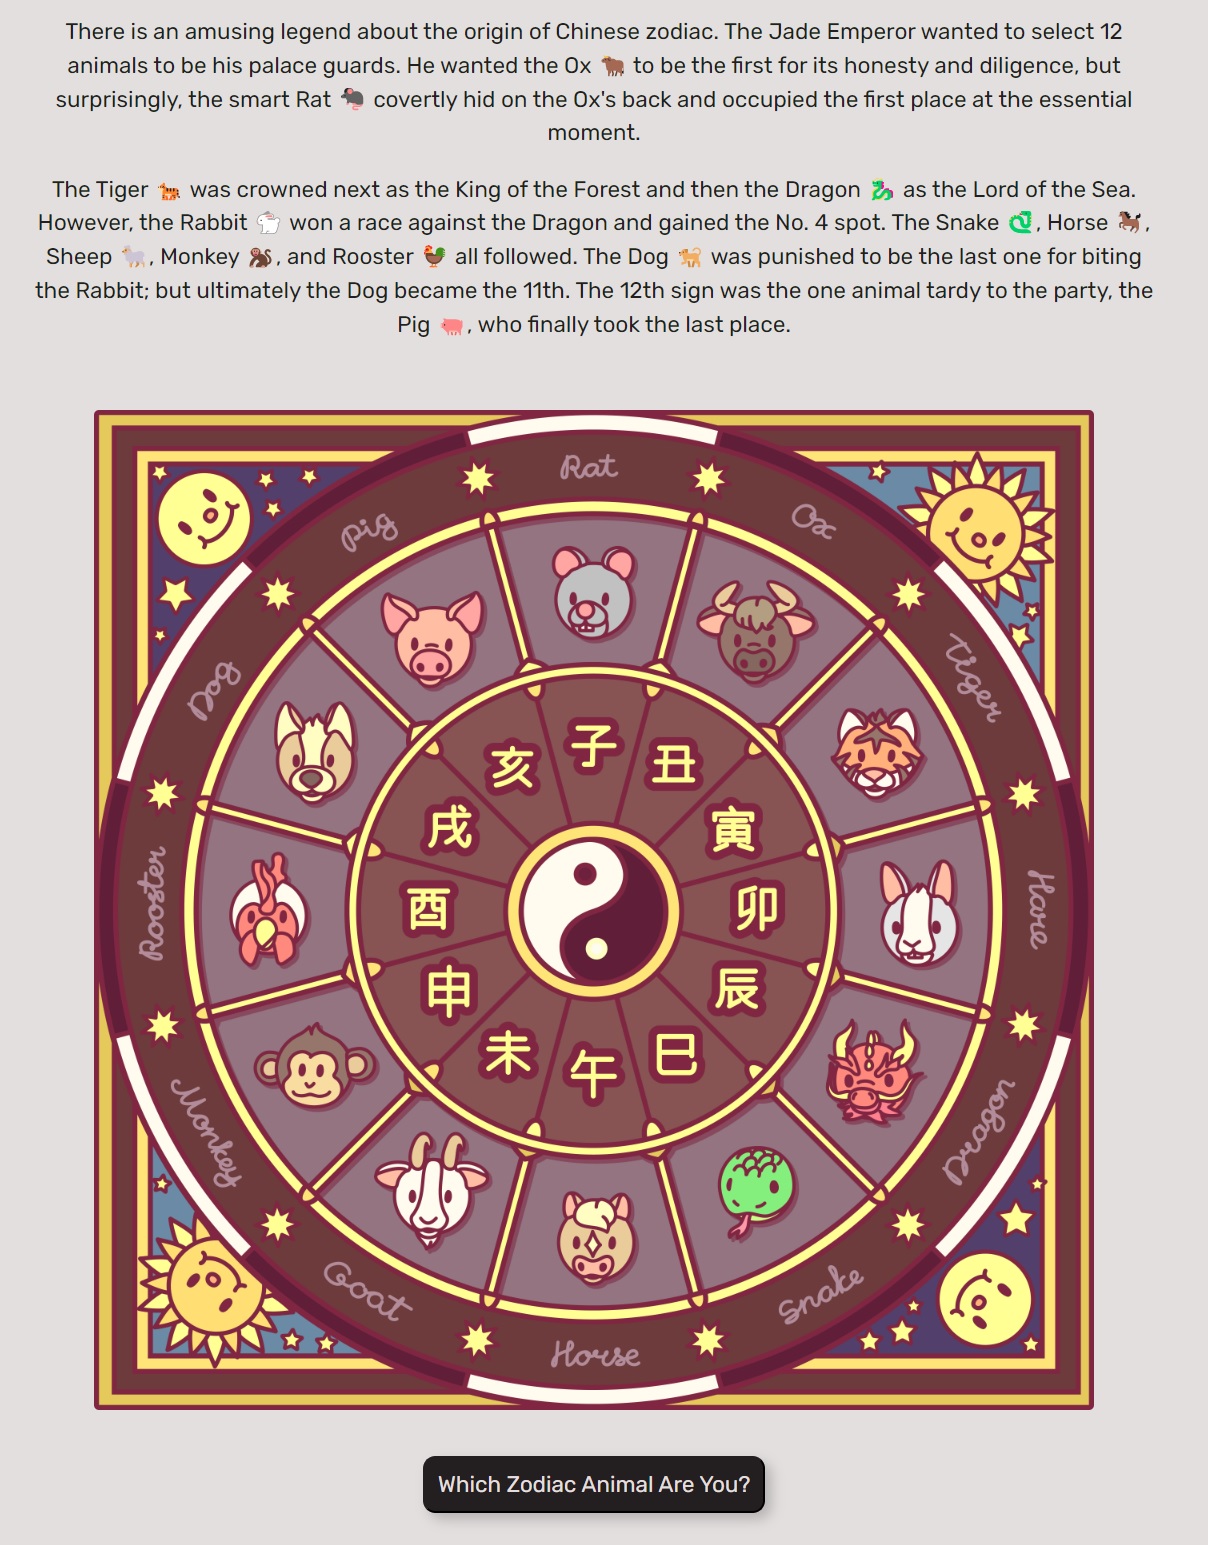 There is an amusing legend about the origin of Chinese zodiac. The Jade Emperor wanted to select 12
animals to be his palace guards. He wanted the Ox 🐂 to be the first for its honesty and diligence, but
surprisingly, the smart Rat 🐀 covertly hid on the Ox's back and occupied the first place at the essential
moment.
The Tiger 🐅 was crowned next as the King of the Forest and then the Dragon 🐉 as the Lord of the Sea.
However, the Rabbit 🐇 won a race against the Dragon and gained the No. 4 spot. The Snake 🐍, Horse 🐎,
Sheep 🐑, Monkey 🐒, and Rooster 🐓 all followed. The Dog 🐕 was punished to be the last one for biting
the Rabbit; but ultimately the Dog became the 11th. The 12th sign was the one animal tardy to the party, the
Pig 🐖, who finally took the last place.
Rat
Ox
Tiger
Hare
Dragon
Snake
Horse
Goat
Monkey
Rooster
Dog
Pig
子
丑
寅
卯
辰
巳
午
未
申
酉
戌
亥
Which Zodiac Animal Are You?